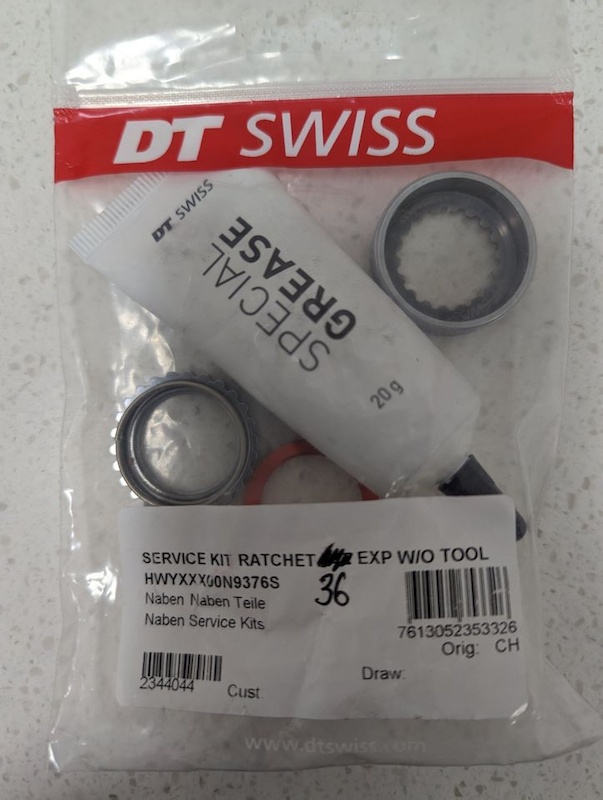 DT SWISS
DT SWISS
SPECIAL
GREASE
20 g
SERVICE KIT RATCHET EXP W/O TOOL
36
HWYXXX00N9376S
Naben Naben Teile
Naben Service Kits
7613052353326
Orig: CH
Draw:
2344044
Cust.
www.dtswiss.com